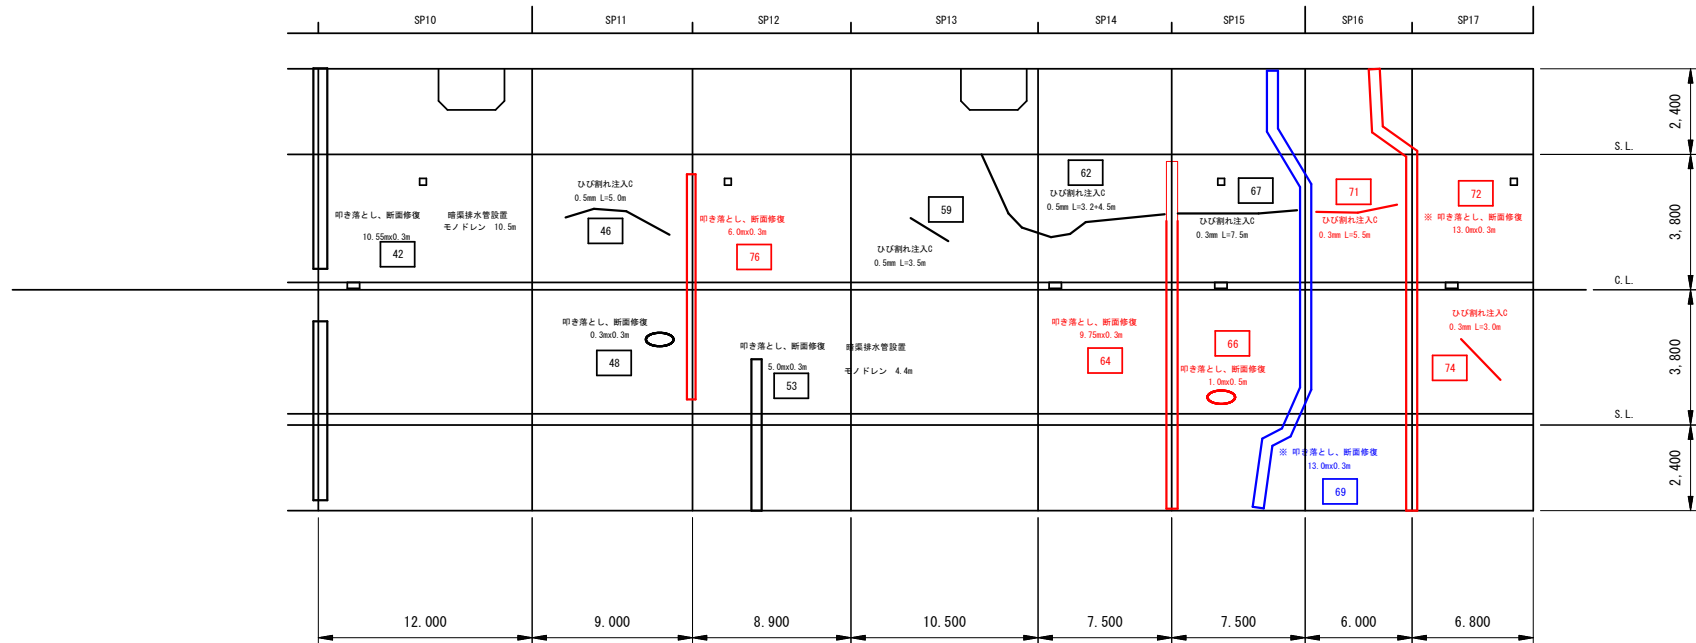 SP10
SP11
SP12
SP13
SP14
SP15
SP16
SP17
2,400
S.L.
3,800
C.L.
3,800
S.L.
2,400
叩き落とし、断面修復
10.55mx0.3m
42
暗渠排水管設置
モノドレン 10.5m
ひび割れ注入C
0.5mm L=5.0m
46
叩き落とし、断面修復
6.0mx0.3m
76
59
ひび割れ注入C
0.5mm L=3.5m
62
ひび割れ注入C
0.5mm L=3.2+4.5m
67
ひび割れ注入C
0.3mm L=7.5m
71
ひび割れ注入C
0.3mm L=5.5m
72
※ 叩き落とし、断面修復
13.0mx0.3m
叩き落とし、断面修復
0.3mx0.3m
48
叩き落とし、断面修復
5.0mx0.3m
53
暗渠排水管設置
モノドレン 4.4m
叩き落とし、断面修復
9.75mx0.3m
64
66
叩き落とし、断面修復
1.0mx0.5m
ひび割れ注入C
0.3mm L=3.0m
74
※ 叩き落とし、断面修復
13.0mx0.3m
69
12.000
9.000
8.900
10.500
7.500
7.500
6.000
6.800